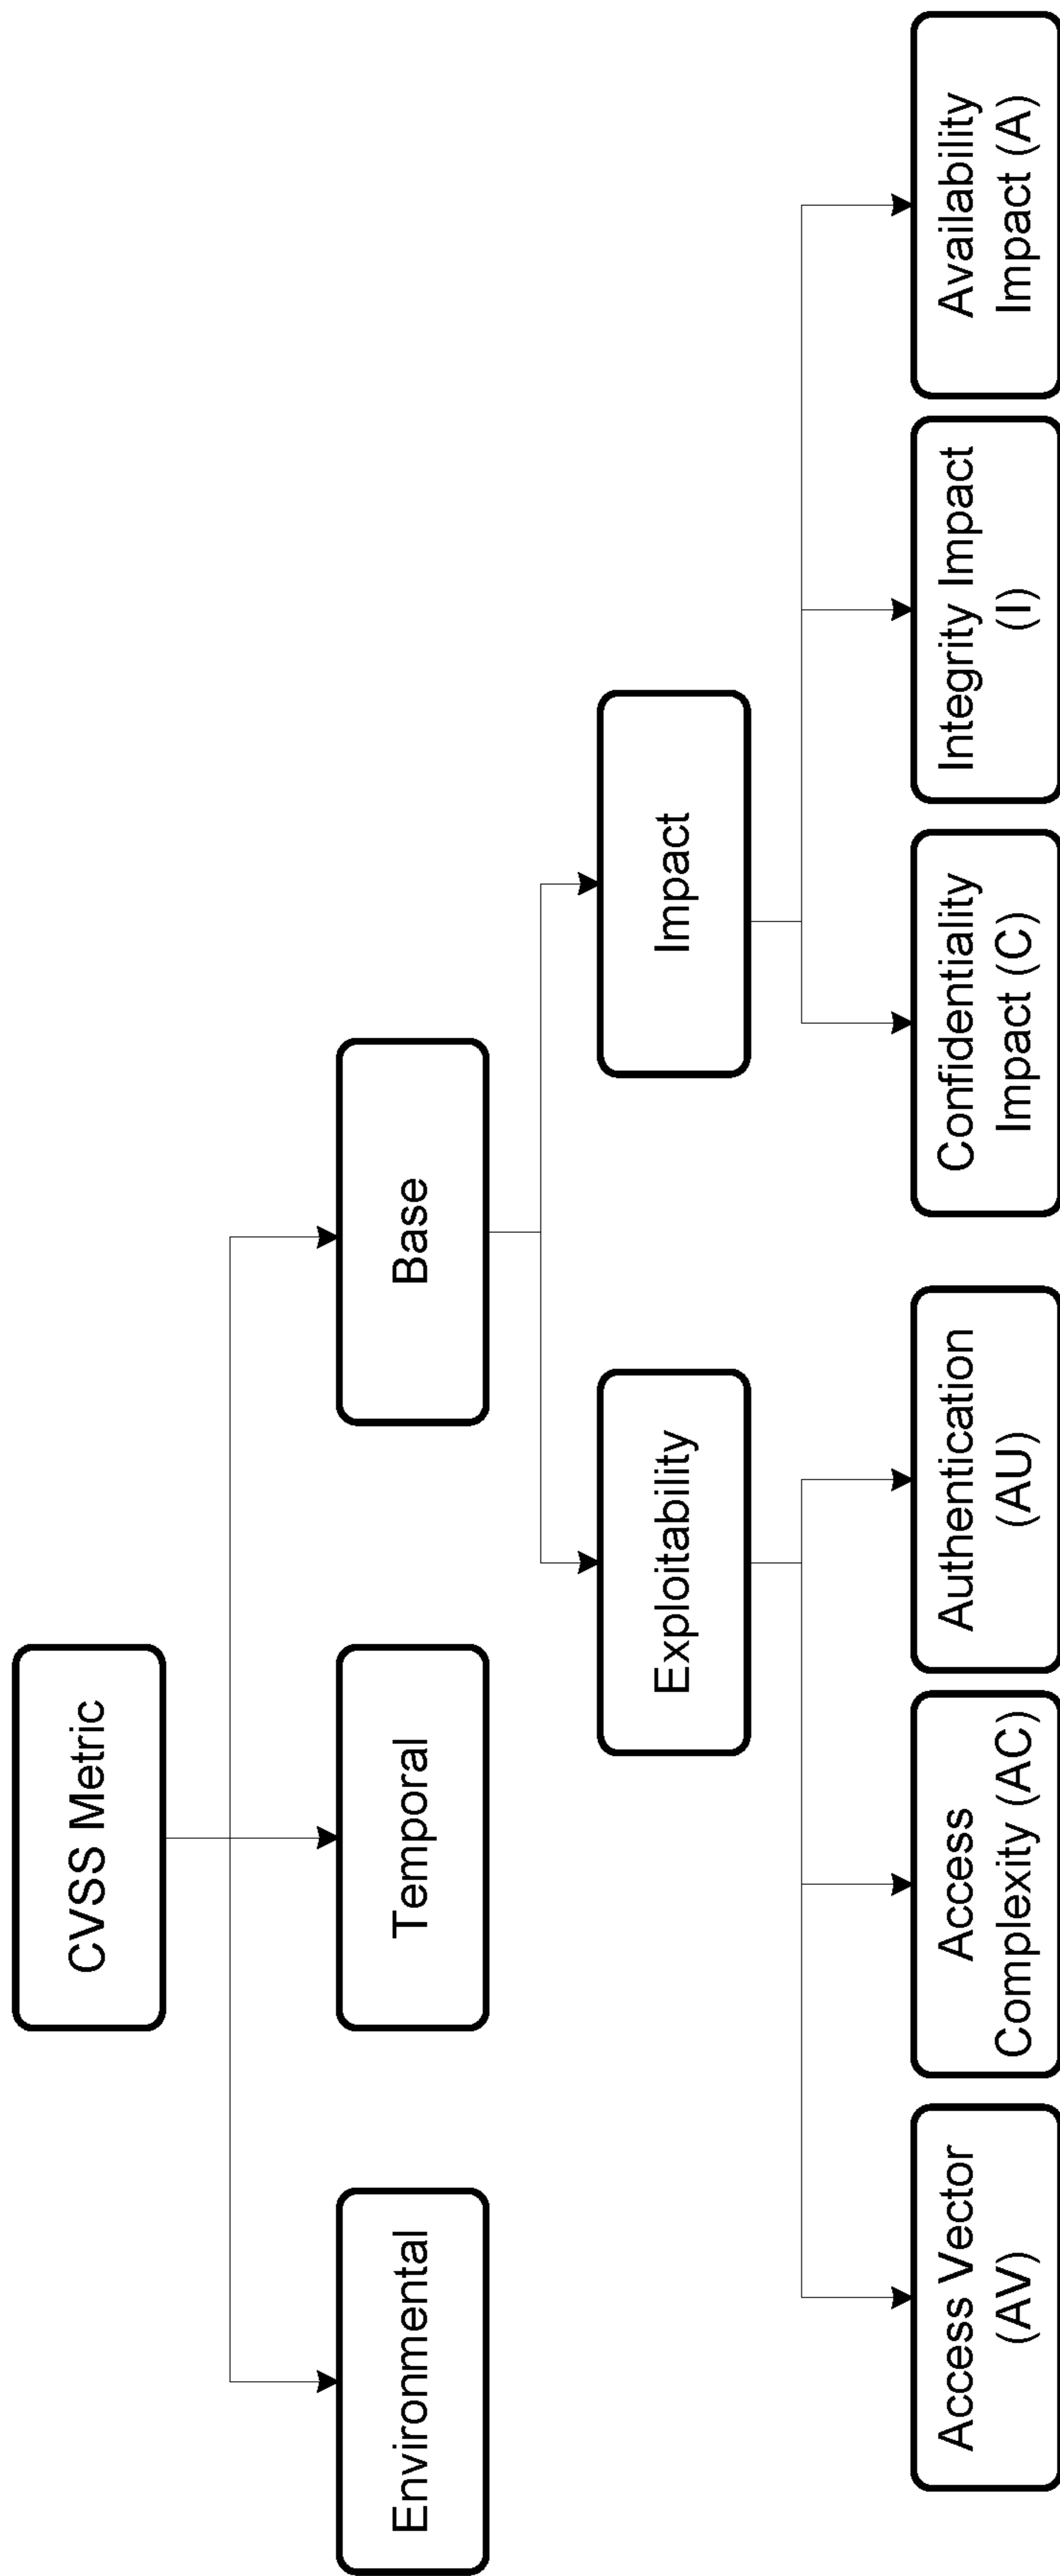 CVSS Metric
Environmental
Temporal
Base
Exploitability
Impact
Access Vector
(AV)
Access
Complexity (AC)
Authentication
(AU)
Confidentiality
Impact (C)
Integrity Impact
(I)
Availability
Impact (A)